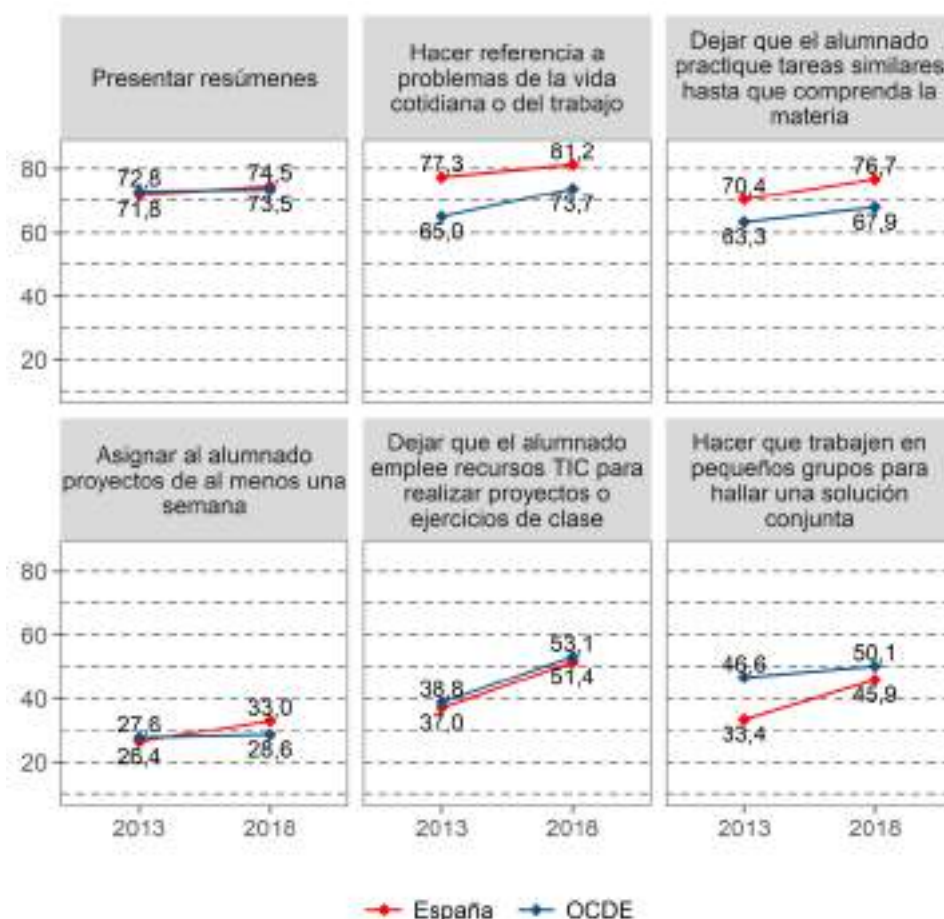 Presentar resúmenes
Hacer referencia a
problemas de la vida
cotidiana o del trabajo
Dejar que el alumnado
practique tareas similares
hasta que comprenda la
materia
80
60
40
20
72,8
71,8
74,5
73,5
77,3
65,0
81,2
73,7
70,4
63,3
76,7
67,9
Asignar al alumnado
proyectos de al menos una
semana
Dejar que el alumnado
emplee recursos TIC para
realizar proyectos o
ejercicios de clase
Hacer que trabajen en
pequeños grupos para
hallar una solución
conjunta
80
60
40
20
27,8
26,4
33,0
28,6
38,8
37,0
53,1
51,4
46,6
33,4
50,1
45,9
2013 2018 2013 2018 2013 2018
España OCDE